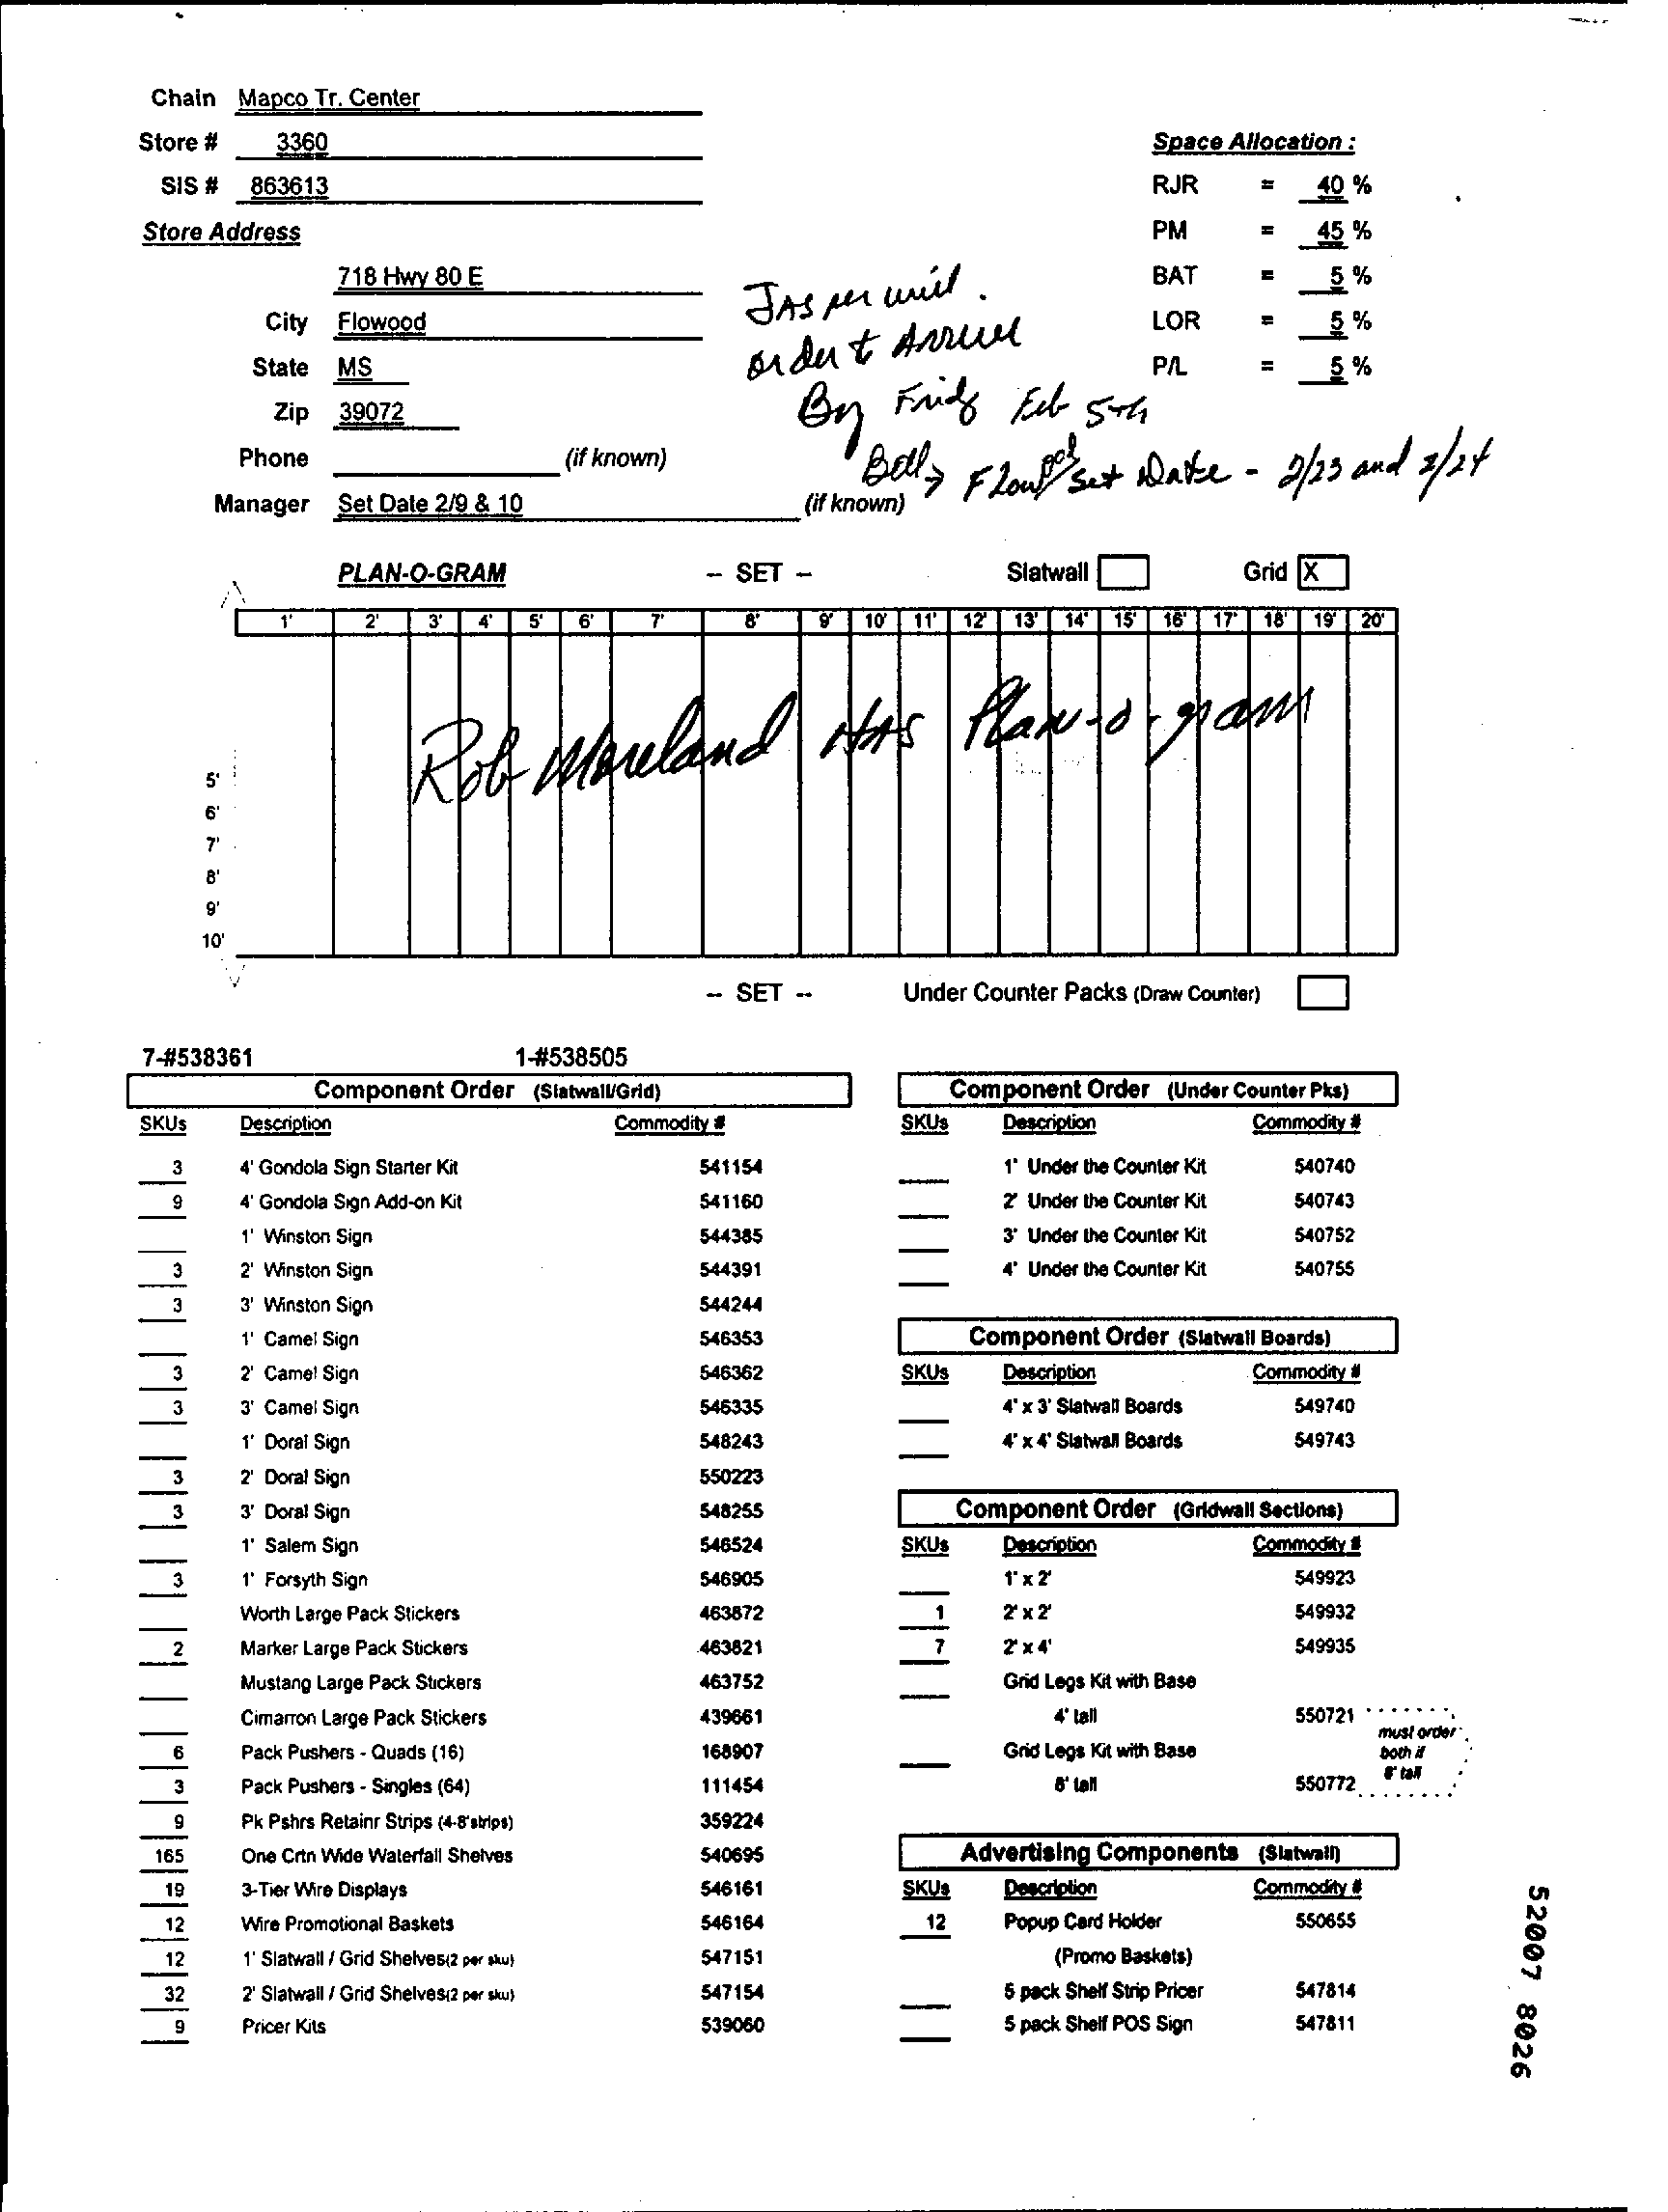 Chain Mapco Tr. Center
Store # 3360
SIS # 863613
Store Address
718 Hwy 80 E
City Flowood
State MS
Zip 39072
Phone (if known)
Manager Set Date 2/9 & 10 (if known)
Space Allocation :
RJR = 40 %
PM = 45 %
BAT = 5 %
LOR = 5 %
P/L = 5 %
order to Arrive
By Fridy Feb 5th
Set Date - 2/23 and 2/24
PLAN-O-GRAM -- SET -- Slatwall Grid X
1' 2' 3' 4' 5' 6' 7' 8' 9' 10' 11' 12' 13' 14' 15' 16' 17' 18' 19' 20'
Rob Moreland HAS Plan-o-gram
5'
6'
7'
8'
9'
10'
-- SET -- Under Counter Packs (Draw Counter)
7-#538361 1-#538505
Component Order (Slatwall/Grid)
SKUs Description Commodity #
3 4' Gondola Sign Starter Kit 541154
9 4' Gondola Sign Add-on Kit 541160
1' Winston Sign 544385
3 2' Winston Sign 544391
3 3' Winston Sign 544244
1' Camel Sign 546353
3 2' Camel Sign 546362
3 3' Camel Sign 546335
1' Doral Sign 548243
3 2' Doral Sign 550223
3 3' Doral Sign 548255
1' Salem Sign 546524
3 1' Forsyth Sign 546905
Worth Large Pack Stickers 463872
2 Marker Large Pack Stickers 463821
Mustang Large Pack Stickers 463752
Cimarron Large Pack Stickers 439661
6 Pack Pushers - Quads (16) 168907
3 Pack Pushers - Singles (64) 111454
9 Pk Pshrs Retainr Strips (4-8'strips) 359224
165 One Crtn Wide Waterfall Shelves 540695
19 3-Tier Wire Displays 546161
12 Wire Promotional Baskets 546164
12 1' Slatwall / Grid Shelves(2 per sku) 547151
32 2' Slatwall / Grid Shelves(2 per sku) 547154
9 Pricer Kits 539060
Component Order (Under Counter Pks)
SKUs Description Commodity #
1' Under the Counter Kit 540740
2' Under the Counter Kit 540743
3' Under the Counter Kit 540752
4' Under the Counter Kit 540755
Component Order (Slatwall Boards)
SKUs Description Commodity #
4' x 3' Slatwall Boards 549740
4' x 4' Slatwall Boards 549743
Component Order (Gridwall Sections)
SKUs Description Commodity #
1' x 2' 549923
1 2' x 2' 549932
7 2' x 4' 549935
Grid Legs Kit with Base
4' tall 550721
Grid Legs Kit with Base
8' tall 550772
must order
both if
8' tall
Advertising Components (Slatwall)
SKUs Description Commodity #
12 Popup Card Holder 550655
(Promo Baskets)
5 pack Shelf Strip Pricer 547814
5 pack Shelf POS Sign 547811
52007 8026